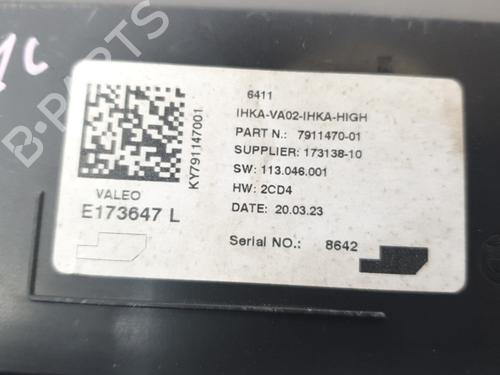 6411
IHKA-VA02-IHKA-HIGH
PART N.: 7911470-01
SUPPLIER: 173138-10
SW: 113.046.001
HW: 2CD4
DATE: 20.03.23
Serial NO.: 8642
KY791147001
VALEO
E173647 L
B-PARTS